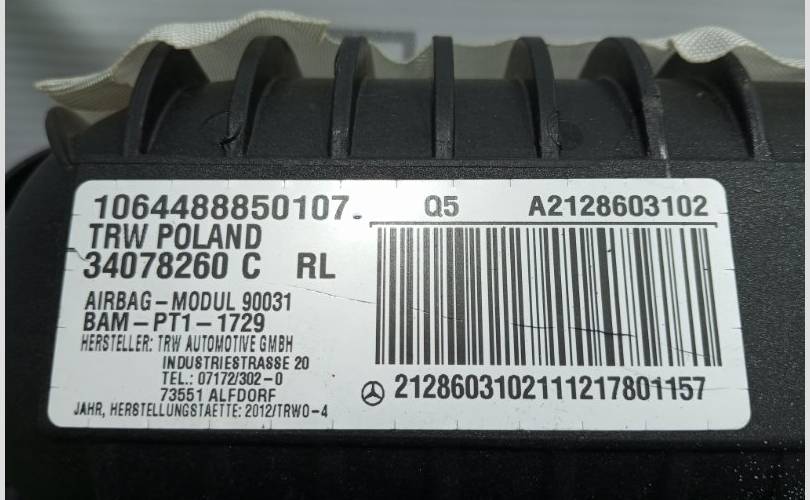 1064488850107.
TRW POLAND
34078260 C RL
AIRBAG-MODUL 90031
BAM-PT1-1729
HERSTELLER: TRW AUTOMOTIVE GMBH
INDUSTRIESTRASSE 20
TEL.: 07172/302-0
73551 ALFDORF
JAHR, HERSTELLUNGSTAETTE: 2012/TRWO-4
Q5 A2128603102
2128603102111217801157